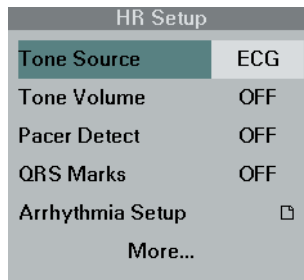 HR Setup
Tone Source ECG
Tone Volume OFF
Pacer Detect OFF
QRS Marks OFF
Arrhythmia Setup
More...